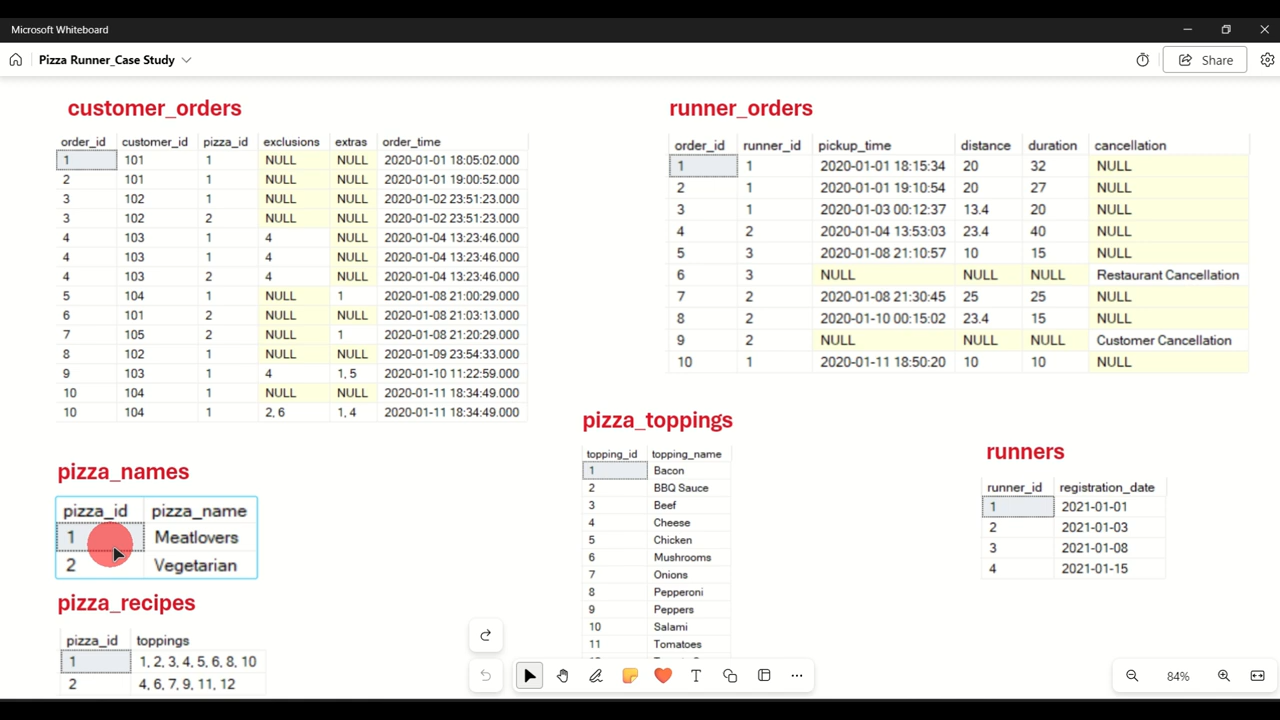 Microsoft Whiteboard
Pizza Runner_Case Study
Share
customer_orders
order_id customer_id pizza_id exclusions extras order_time
1 101 1 NULL NULL 2020-01-01 18:05:02.000
2 101 1 NULL NULL 2020-01-01 19:00:52.000
3 102 1 NULL NULL 2020-01-02 23:51:23.000
3 102 2 NULL NULL 2020-01-02 23:51:23.000
4 103 1 4 NULL 2020-01-04 13:23:46.000
4 103 1 4 NULL 2020-01-04 13:23:46.000
4 103 2 4 NULL 2020-01-04 13:23:46.000
5 104 1 NULL 1 2020-01-08 21:00:29.000
6 101 2 NULL NULL 2020-01-08 21:03:13.000
7 105 2 NULL 1 2020-01-08 21:20:29.000
8 102 1 NULL NULL 2020-01-09 23:54:33.000
9 103 1 4 1, 5 2020-01-10 11:22:59.000
10 104 1 NULL NULL 2020-01-11 18:34:49.000
10 104 1 2, 6 1, 4 2020-01-11 18:34:49.000
runner_orders
order_id runner_id pickup_time distance duration cancellation
1 1 2020-01-01 18:15:34 20 32 NULL
2 1 2020-01-01 19:10:54 20 27 NULL
3 1 2020-01-03 00:12:37 13.4 20 NULL
4 2 2020-01-04 13:53:03 23.4 40 NULL
5 3 2020-01-08 21:10:57 10 15 NULL
6 3 NULL NULL NULL Restaurant Cancellation
7 2 2020-01-08 21:30:45 25 25 NULL
8 2 2020-01-10 00:15:02 23.4 15 NULL
9 2 NULL NULL NULL Customer Cancellation
10 1 2020-01-11 18:50:20 10 10 NULL
pizza_names
pizza_id pizza_name
1 Meatlovers
2 Vegetarian
pizza_recipes
pizza_id toppings
1 1, 2, 3, 4, 5, 6, 8, 10
2 4, 6, 7, 9, 11, 12
pizza_toppings
topping_id topping_name
1 Bacon
2 BBQ Sauce
3 Beef
4 Cheese
5 Chicken
6 Mushrooms
7 Onions
8 Pepperoni
9 Peppers
10 Salami
11 Tomatoes
runners
runner_id registration_date
1 2021-01-01
2 2021-01-03
3 2021-01-08
4 2021-01-15
84%